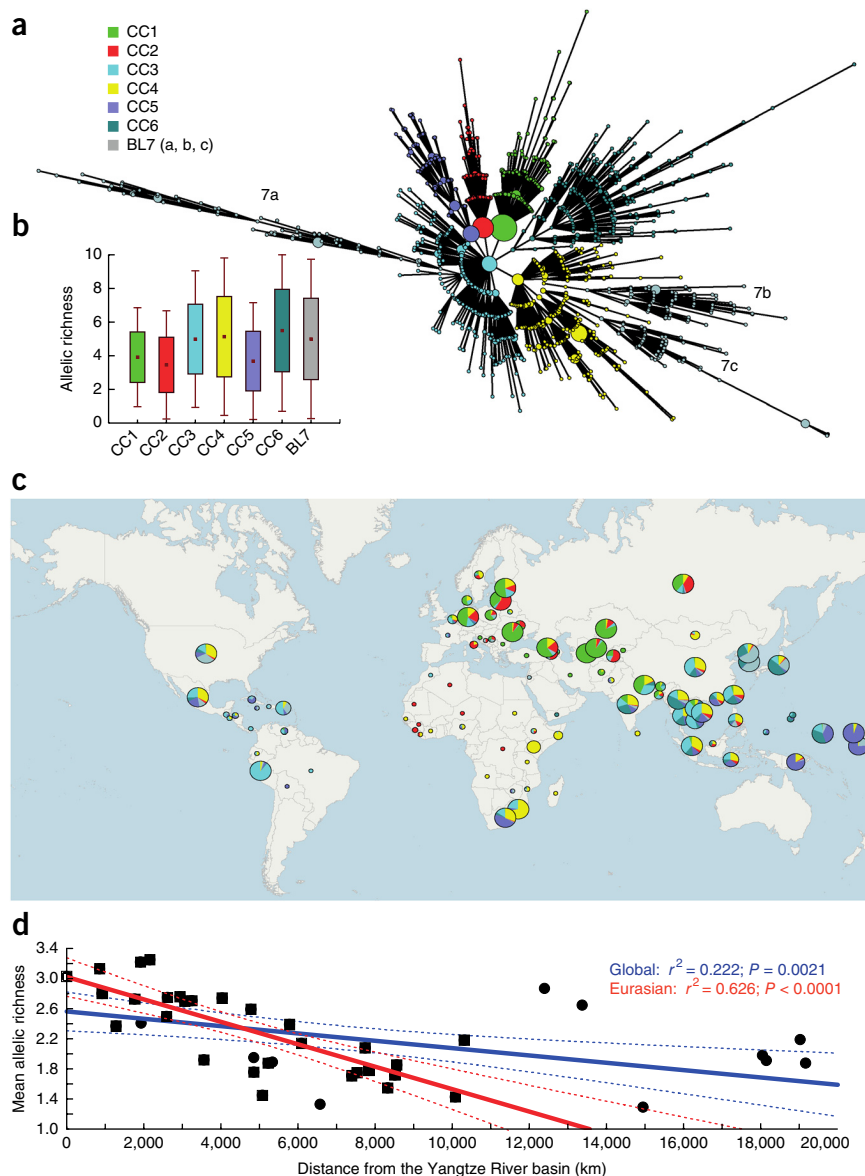 a
CC1
CC2
CC3
CC4
CC5
CC6
BL7 (a, b, c)
7a
7b
7c
b
Allelic richness
10
8
6
4
2
0
CC1
CC2
CC3
CC4
CC5
CC6
BL7
c
d
Mean allelic richness
3.4
3.0
2.6
2.2
1.8
1.4
1.0
Global: r² = 0.222; P = 0.0021
Eurasian: r² = 0.626; P < 0.0001
0 2,000 4,000 6,000 8,000 10,000 12,000 14,000 16,000 18,000 20,000
Distance from the Yangtze River basin (km)